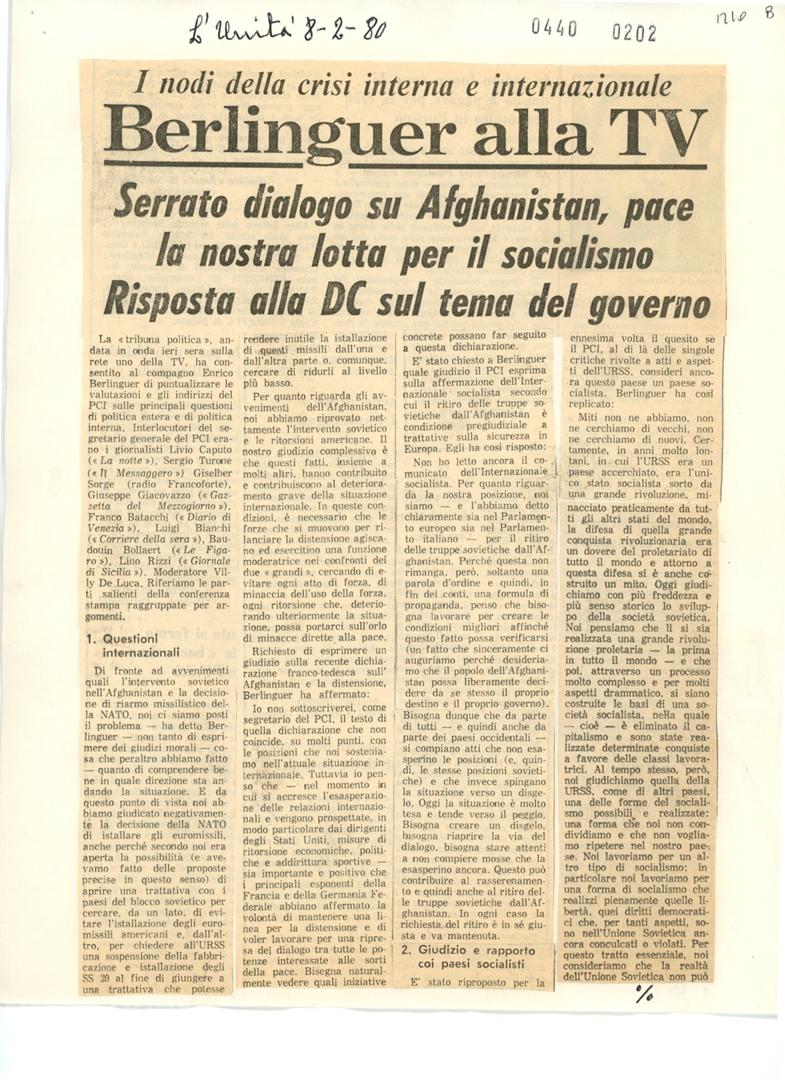 L'Unità 8-2-80
0440 0202
1210 B
I nodi della crisi interna e internazionale
Berlinguer alla TV
Serrato dialogo su Afghanistan, pace
la nostra lotta per il socialismo
Risposta alla DC sul tema del governo
La « tribuna politica », an-
data in onda ieri sera sulla
rete uno della TV, ha con-
sentito al compagno Enrico
Berlinguer di puntualizzare le
valutazioni e gli indirizzi del
PCI sulle principali questioni
di politica estera e di politica
interna. Interlocutori del se-
gretario generale del PCI era-
no i giornalisti Livio Caputo
(« La notte »), Sergio Turone
(« Il Messaggero ») Giselher
Sorge (radio Francoforte),
Giuseppe Giacovazzo (« Gaz-
zetta del Mezzogiorno »),
Franco Batacchi (« Diario di
Venezia »), Luigi Bianchi
(« Corriere della sera »), Bau-
douin Bollaert (« Le Figa-
ro »), Lino Rizzi (« Giornale
di Sicilia »). Moderatore Vil-
ly De Luca. Riferiamo le par-
ti salienti della conferenza
stampa raggruppate per ar-
gomenti.
1. Questioni
internazionali
Di fronte ad avvenimenti
quali l'intervento sovietico
nell'Afghanistan e la decisio-
ne di riarmo missilistico del-
la NATO, noi ci siamo posti
il problema — ha detto Ber-
linguer — non tanto di espri-
mere dei giudizi morali — co-
sa che peraltro abbiamo fatto
— quanto di comprendere be-
ne in quale direzione sta an-
dando la situazione. E da
questo punto di vista noi ab-
biamo giudicato negativamen-
te la decisione della NATO
di istallare gli euromissili,
anche perché secondo noi era
aperta la possibilità (e ave-
vamo fatto delle proposte
precise in questo senso) di
aprire una trattativa con i
paesi del blocco sovietico per
cercare, da un lato, di evi-
tare l'istallazione degli euro-
missili americani e, dall'al-
tro, per chiedere all'URSS
una sospensione della fabbri-
cazione e istallazione degli
SS 20 al fine di giungere a
una trattativa che potesse
rendere inutile la istallazione
di questi missili dall'una e
dall'altra parte o, comunque,
cercare di ridurli al livello
più basso.
Per quanto riguarda gli av-
venimenti dell'Afghanistan,
noi abbiamo riprovato net-
tamente l'intervento sovietico
e le ritorsioni americane. Il
nostro giudizio complessivo è
che questi fatti, insieme a
molti altri, hanno contribuito
e contribuiscono al deteriora-
mento grave della situazione
internazionale. In queste con-
dizioni, è necessario che le
forze che si muovono per ri-
lanciare la distensione agisca-
no ed esercitino una funzione
moderatrice nei confronti dei
due « grandi », cercando di e-
vitare ogni atto di forza, di
minaccia dell'uso della forza,
ogni ritorsione che, deterio-
rando ulteriormente la situa-
zione, possa portarci sull'orlo
di minacce dirette alla pace.
Richiesto di esprimere un
giudizio sulla recente dichia-
razione franco-tedesca sull'
Afghanistan e la distensione,
Berlinguer ha affermato:
Io non sottoscriverei, come
segretario del PCI, il testo di
quella dichiarazione che non
coincide, su molti punti, con
le posizioni che noi sostenia-
mo nell'attuale situazione in-
ternazionale. Tuttavia io pen-
so che — nel momento in
cui si accresce l'esasperazio-
ne delle relazioni internazio-
nali e vengono prospettate, in
modo particolare dai dirigenti
degli Stati Uniti, misure di
ritorsione economiche, politi-
che e addirittura sportive —
sia importante e positivo che
i principali esponenti della
Francia e della Germania Fe-
derale abbiano affermato la
volontà di mantenere una li-
nea per la distensione e di
voler lavorare per una ripre-
sa del dialogo tra tutte le po-
tenze interessate alle sorti
della pace. Bisogna natural-
mente vedere quali iniziative
concrete possano far seguito
a questa dichiarazione.
E' stato chiesto a Berlinguer
quale giudizio il PCI esprima
sulla affermazione dell'Inter-
nazionale socialista secondo
cui il ritiro delle truppe so-
vietiche dall'Afghanistan è
condizione pregiudiziale a
trattative sulla sicurezza in
Europa. Egli ha così risposto:
Non ho letto ancora il co-
municato dell'Internazionale
socialista. Per quanto riguar-
da la nostra posizione, noi
siamo — e l'abbiamo detto
chiaramente sia nel Parlamento
europeo sia nel Parlamento
italiano — per il ritiro
delle truppe sovietiche dall'Af-
ghanistan. Perché questa non
rimanga, però, soltanto una
parola d'ordine e quindi, in
fin dei conti, una formula di
propaganda, penso che biso-
gna lavorare per creare le
condizioni migliori affinché
questo fatto possa verificarsi
(un fatto che sinceramente ci
auguriamo perché desideria-
mo che il popolo dell'Afghani-
stan possa liberamente deci-
dere da se stesso il proprio
destino e il proprio governo).
Bisogna dunque che da parte
di tutti — e quindi anche da
parte dei paesi occidentali —
si compiano atti che non esa-
sperino le posizioni (e, quin-
di, le stesse posizioni sovieti-
che) e che invece spingano
la situazione verso un disge-
lo. Oggi la situazione è molto
tesa e tende verso il peggio.
Bisogna creare un disgelo,
bisogna riaprire la via del
dialogo, bisogna stare attenti
a non compiere mosse che la
esasperino ancora. Questo può
contribuire al rasserenamento
e quindi anche al ritiro del-
le truppe sovietiche dall'Af-
ghanistan. In ogni caso la
richiesta del ritiro è in sé giu-
sta e va mantenuta.
2. Giudizio e rapporto
coi paesi socialisti
E' stato riproposto per la
ennesima volta il quesito se
il PCI, al di là delle singole
critiche rivolte a atti e aspet-
ti dell'URSS, consideri anco-
ra questo paese un paese so-
cialista. Berlinguer ha così
replicato:
Miti non ne abbiamo, non
ne cerchiamo di vecchi, non
ne cerchiamo di nuovi. Cer-
tamente, in anni molto lon-
tani, in cui l'URSS era un
paese accerchiato, era l'uni-
co stato socialista sorto da
una grande rivoluzione, mi-
nacciato praticamente da tut-
ti gli altri stati del mondo,
la difesa di quella grande
conquista rivoluzionaria era
un dovere del proletariato di
tutto il mondo e attorno a
questa difesa si è anche co-
struito un mito. Oggi giudi-
chiamo con più freddezza e
più senso storico lo svilup-
po della società sovietica.
Noi pensiamo che lì si sia
realizzata una grande rivolu-
zione proletaria — la prima
in tutto il mondo — e che
poi, attraverso un processo
molto complesso e per molti
aspetti drammatico, si siano
costruite le basi di una so-
cietà socialista, nella quale
— cioè — è eliminato il ca-
pitalismo e sono state rea-
lizzate determinate conquiste
a favore delle classi lavora-
trici. Al tempo stesso, però,
noi giudichiamo quella della
URSS, come di altri paesi,
una delle forme del sociali-
smo possibili e realizzate:
una forma che noi non con-
dividiamo e che non voglia-
mo ripetere nel nostro pae-
se. Noi lavoriamo per un al-
tro tipo di socialismo: in
particolare noi lavoriamo per
una forma di socialismo che
realizzi pienamente quelle li-
bertà, quei diritti democrati-
ci che, per tanti aspetti, so-
no nell'Unione Sovietica an-
cora conculcati o violati. Per
questo tratto essenziale, noi
consideriamo che la realtà
dell'Unione Sovietica non può
%